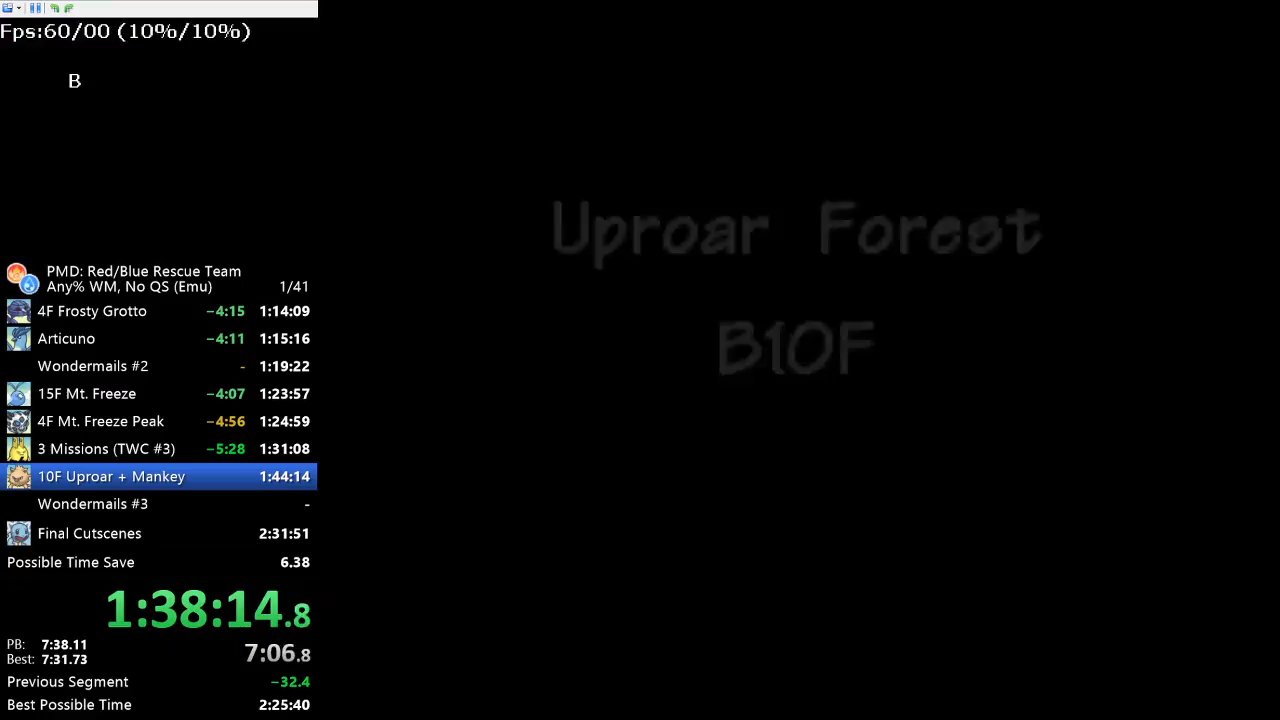 Fps:60/00 (10%/10%)
B
Uproar Forest
B10F
PMD: Red/Blue Rescue Team
Any% WM, No QS (Emu) 1/41
4F Frosty Grotto −4:15 1:14:09
Articuno −4:11 1:15:16
Wondermails #2 - 1:19:22
15F Mt. Freeze −4:07 1:23:57
4F Mt. Freeze Peak −4:56 1:24:59
3 Missions (TWC #3) −5:28 1:31:08
10F Uproar + Mankey 1:44:14
Wondermails #3 -
Final Cutscenes 2:31:51
Possible Time Save 6.38
1:38:14.8
PB: 7:38.11
Best: 7:31.73
7:06.8
Previous Segment −32.4
Best Possible Time 2:25:40